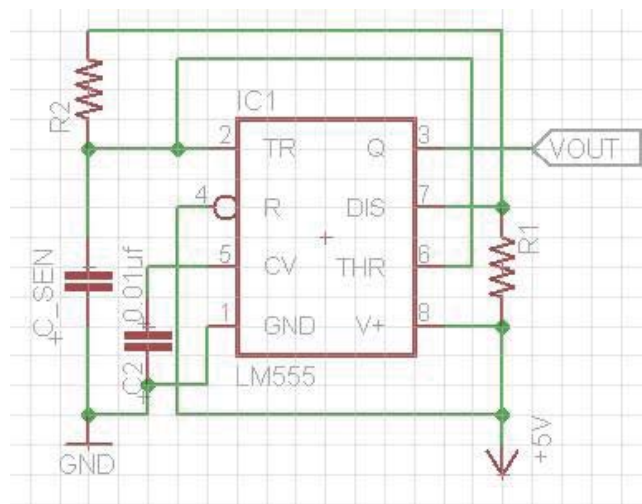 R2
IC1
2
TR
Q
3
VOUT
4
R
DIS
7
R1
5
CV
THR
6
C_SEN
0.01uf
1
GND
V+
8
C2
LM555
GND
+5V